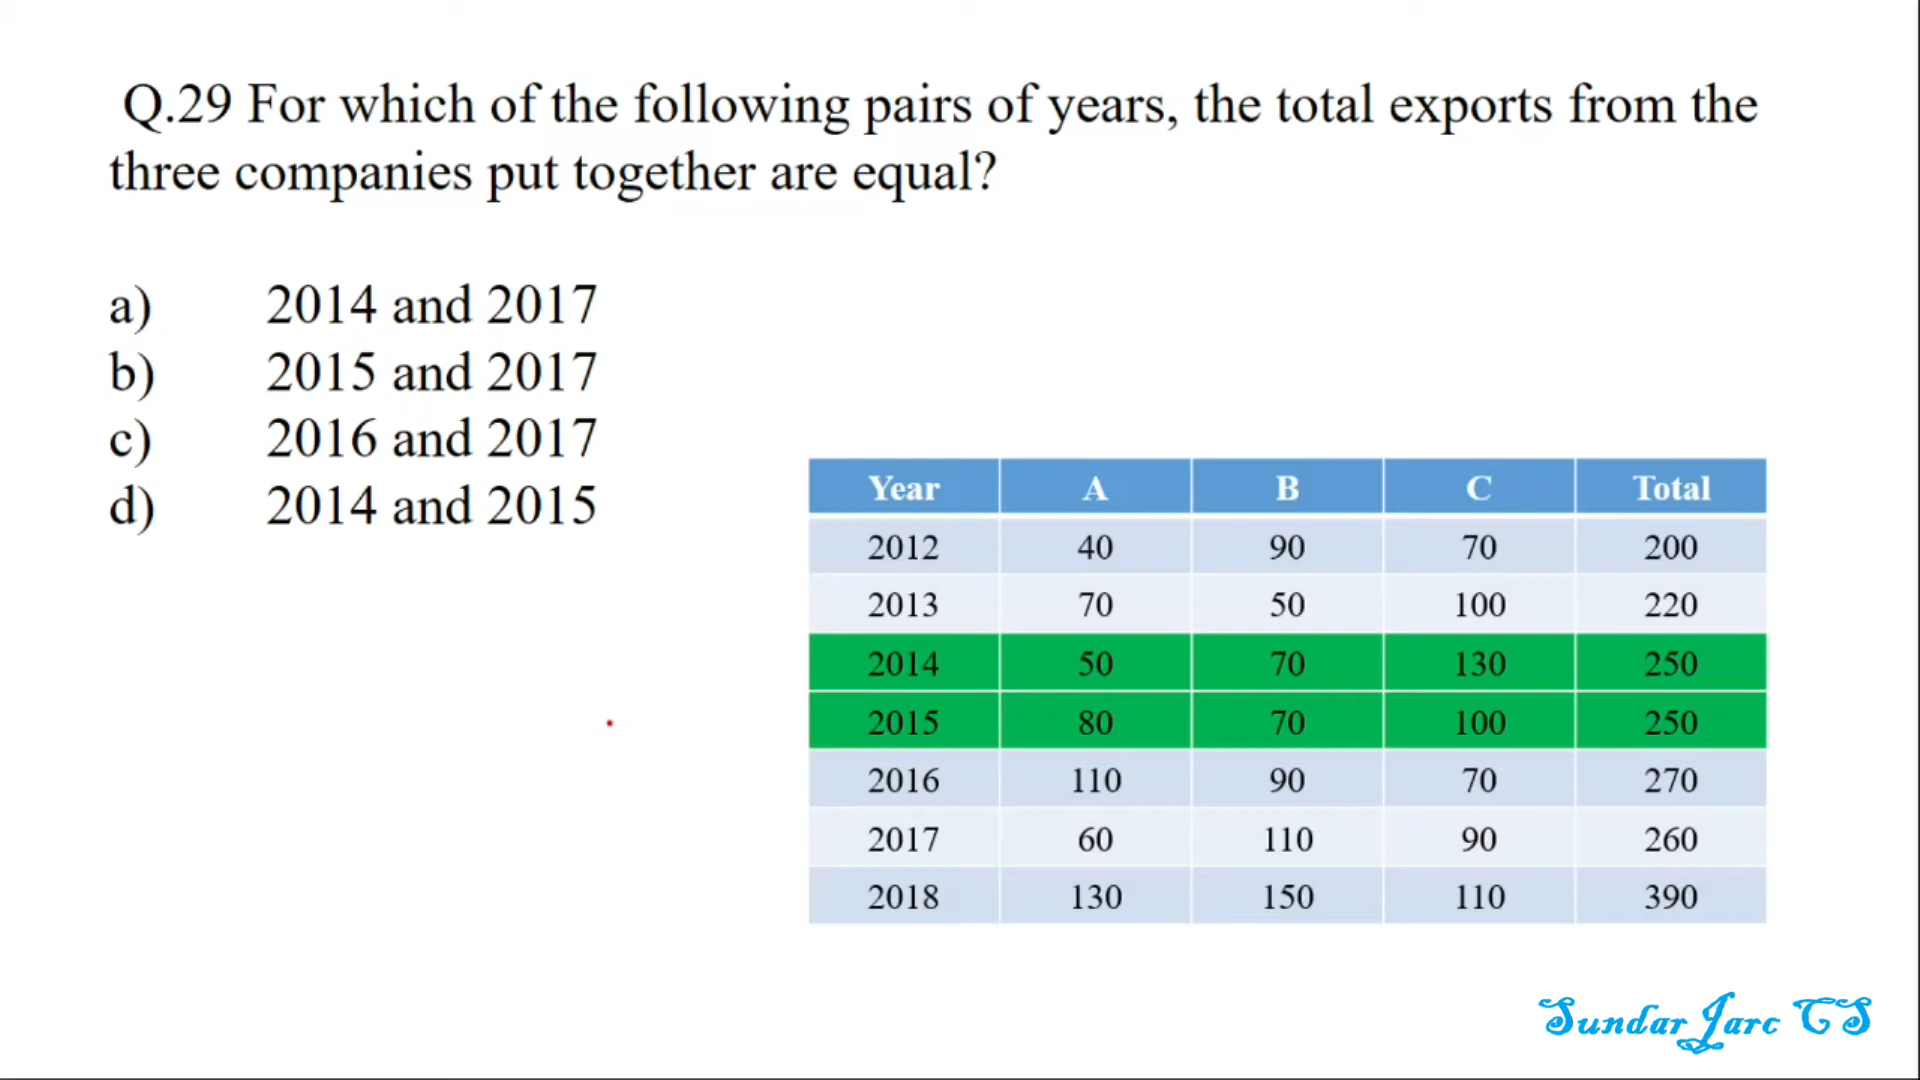 Q.29 For which of the following pairs of years, the total exports from the
three companies put together are equal?
a) 2014 and 2017
b) 2015 and 2017
c) 2016 and 2017
d) 2014 and 2015
Year A B C Total
2012 40 90 70 200
2013 70 50 100 220
2014 50 70 130 250
2015 80 70 100 250
2016 110 90 70 270
2017 60 110 90 260
2018 130 150 110 390
Sundar Jarc CS